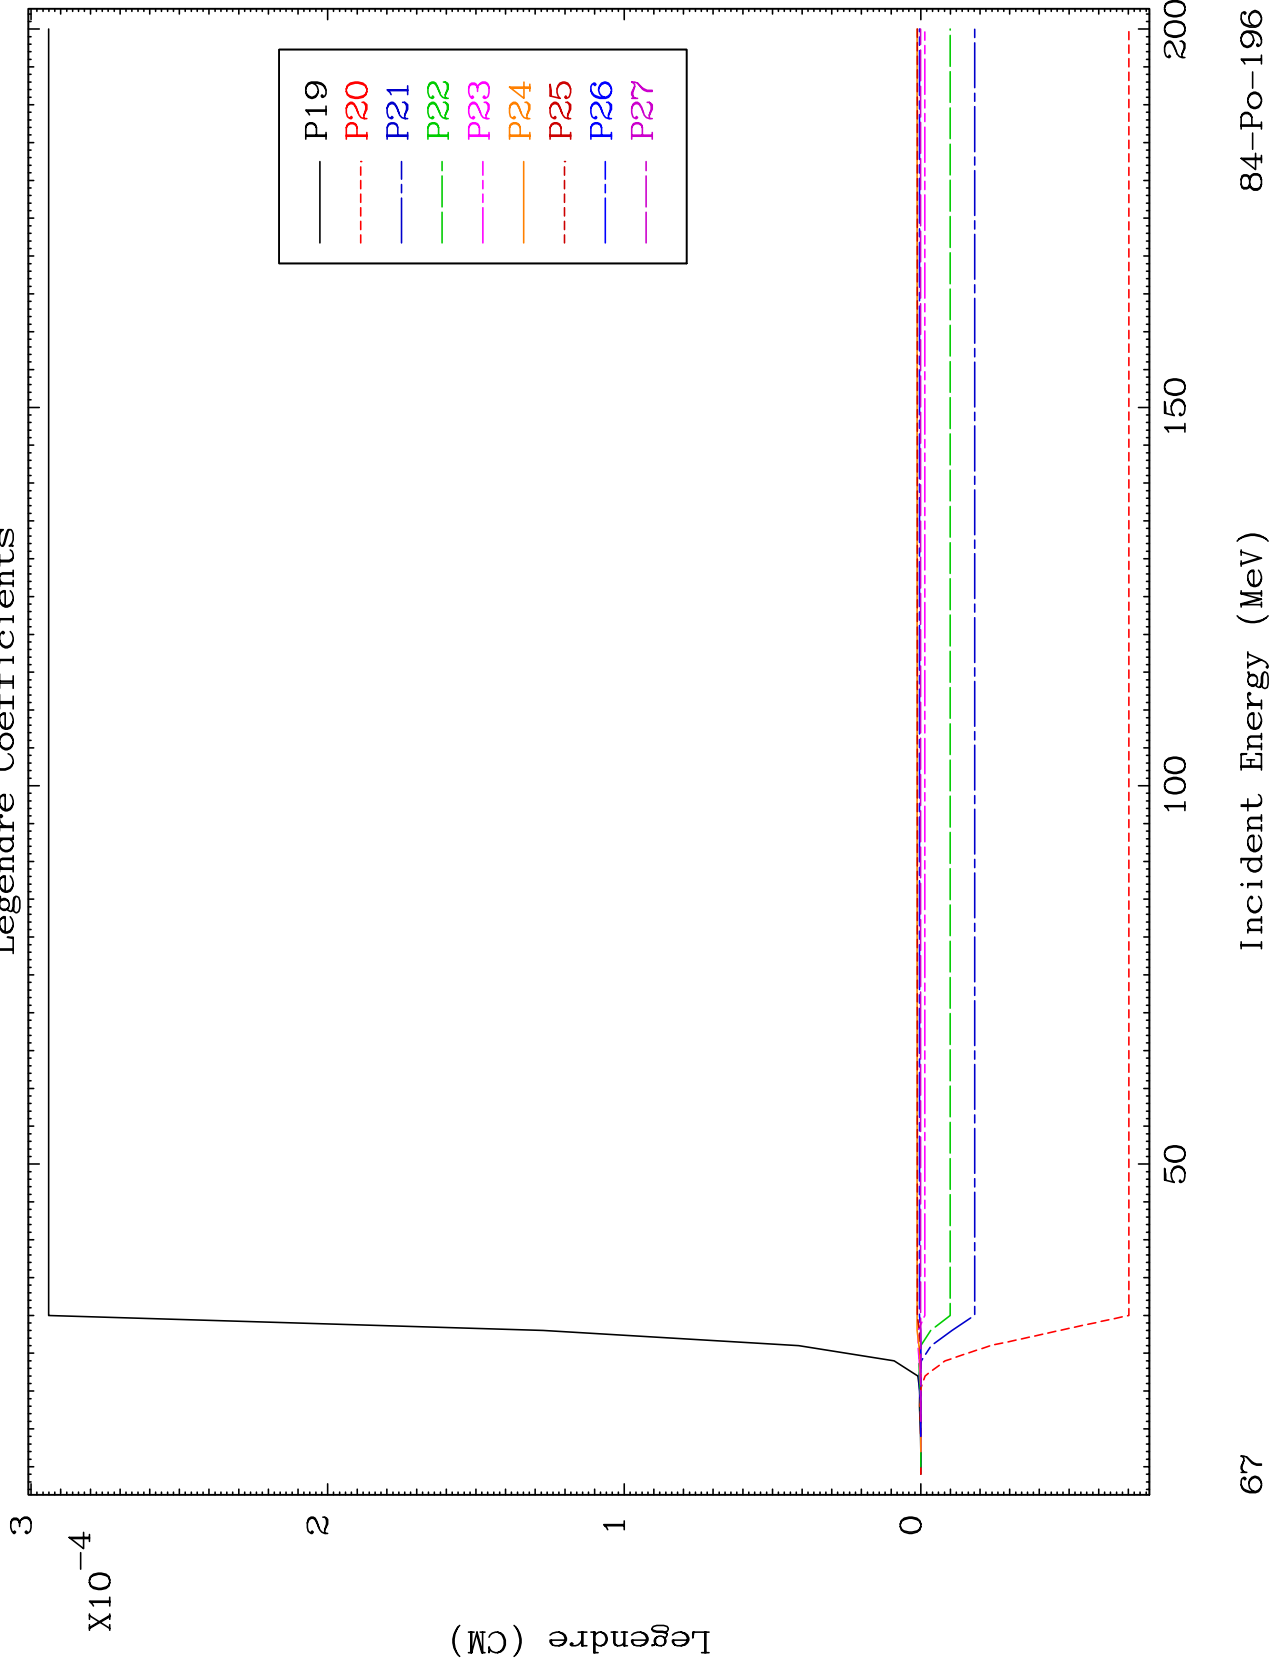 Legendre Coefficients
X10-4
3
2
1
0
Legendre (CM)
P19
P20
P21
P22
P23
P24
P25
P26
P27
50
100
150
200
Incident Energy (MeV)
67
84-Po-196